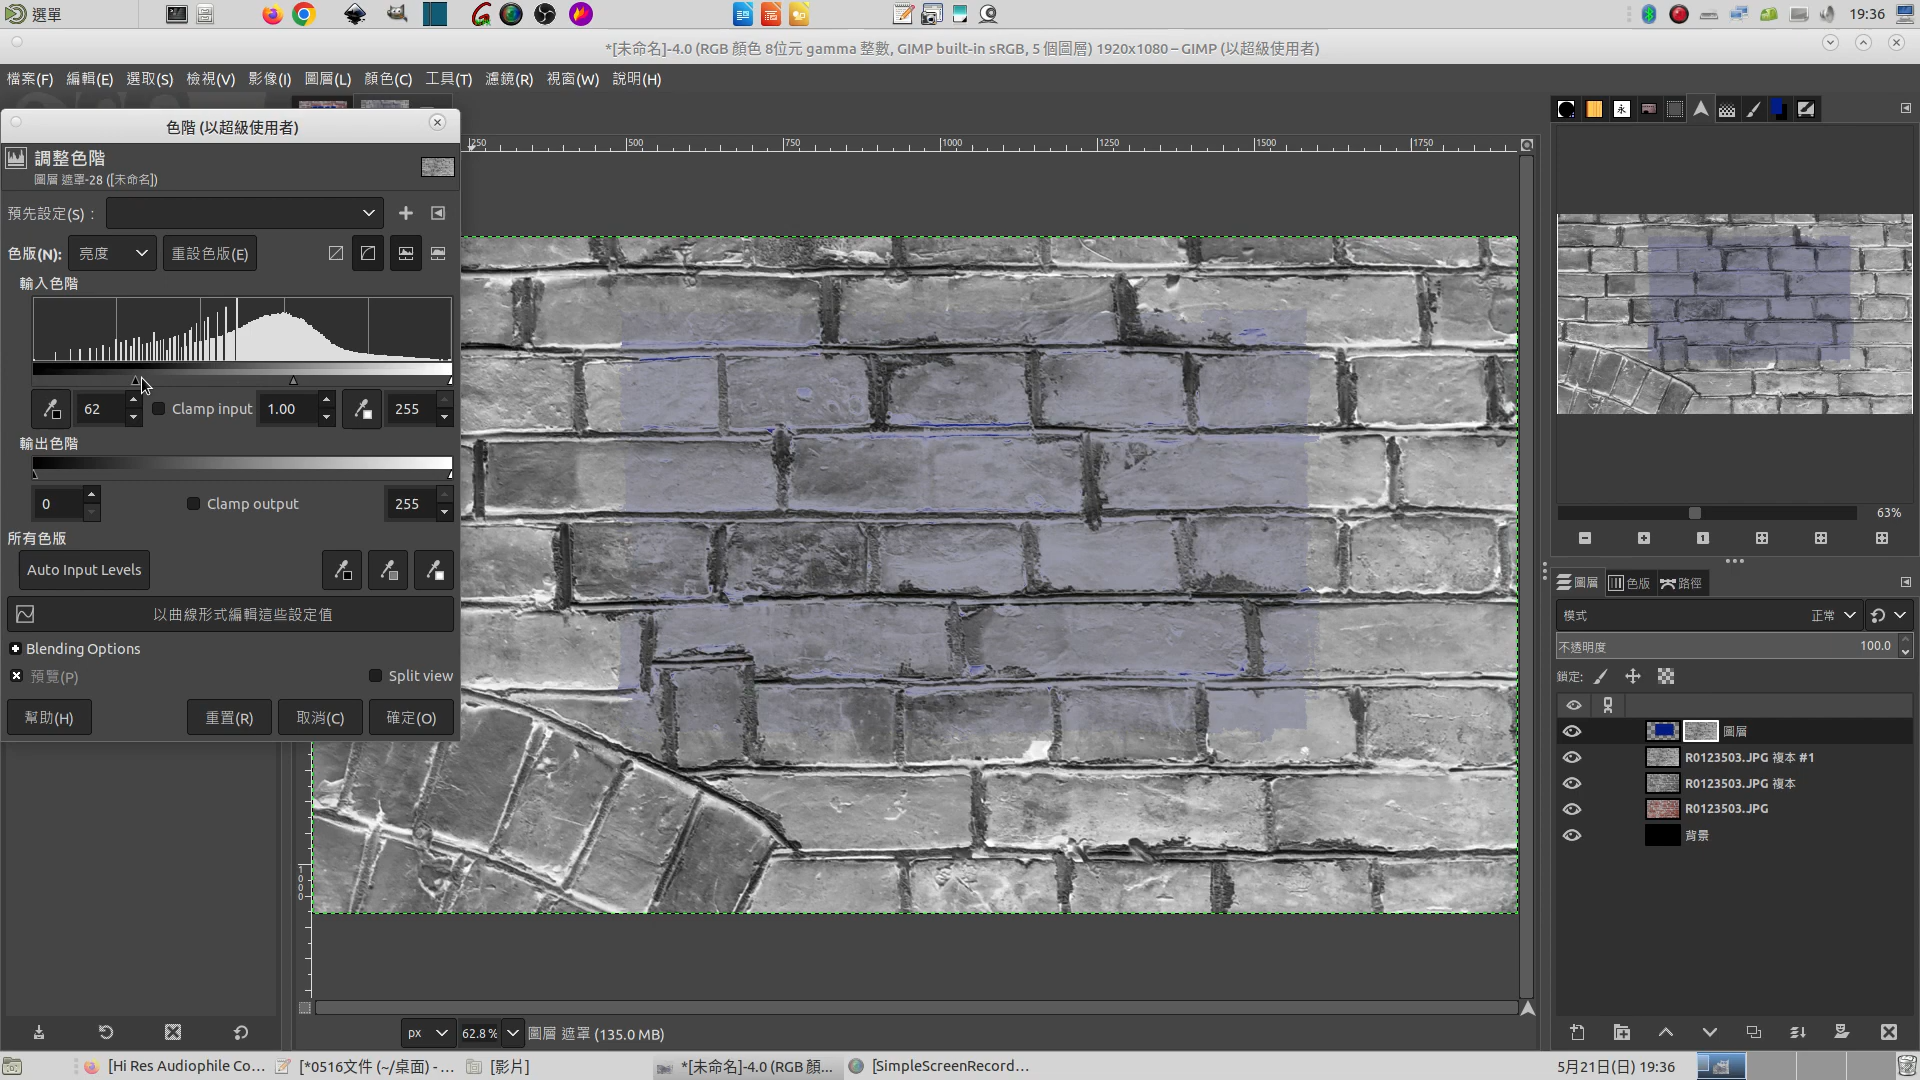 選單
19:36
*[未命名]-4.0 (RGB 顏色 8位元 gamma 整數, GIMP built-in sRGB, 5 個圖層) 1920x1080 – GIMP (以超級使用者)
檔案(F) 編輯(E) 選取(S) 檢視(V) 影像(I) 圖層(L) 顏色(C) 工具(T) 濾鏡(R) 視窗(W) 說明(H)
色階 (以超級使用者)
調整色階
圖層 遮罩-28 ([未命名])
預先設定(S)：
色版(N): 亮度 重設色版(E)
輸入色階
62 Clamp input 1.00 255
輸出色階
0 Clamp output 255
所有色版
Auto Input Levels
以曲線形式編輯這些設定值
Blending Options
預覽(P) Split view
幫助(H) 重置(R) 取消(C) 確定(O)
250 500 750 1000 1250 1500 1750
1000
px 62.8 % 圖層 遮罩 (135.0 MB)
永
63%
圖層 色版 路徑
模式 正常
不透明度 100.0
鎖定:
圖層
R0123503.JPG 複本 #1
R0123503.JPG 複本
R0123503.JPG
背景
[Hi Res Audiophile Co... [*0516文件 (~/桌面) - ... [影片] *[未命名]-4.0 (RGB 顏... [SimpleScreenRecord... 5月21日(日) 19:36